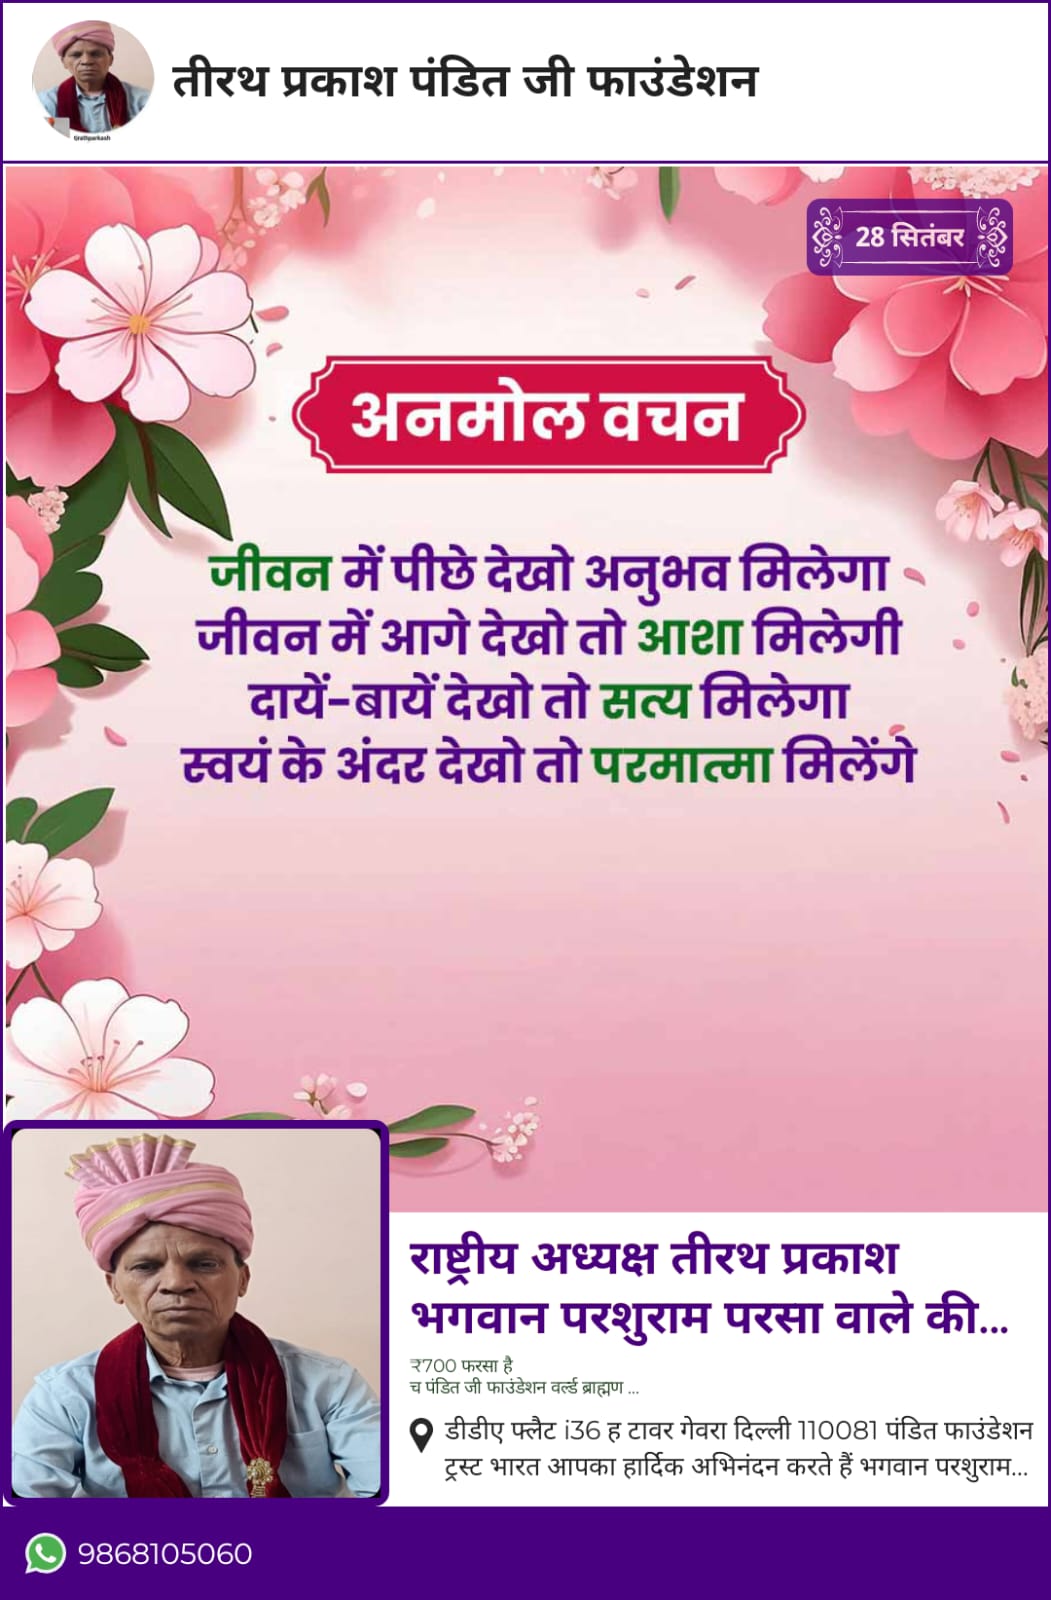 तीरथ प्रकाश पंडित जी फाउंडेशन
tirathparkash
28 सितंबर
अनमोल वचन
जीवन में पीछे देखो अनुभव मिलेगा
जीवन में आगे देखो तो आशा मिलेगी
दायें-बायें देखो तो सत्य मिलेगा
स्वयं के अंदर देखो तो परमात्मा मिलेंगे
राष्ट्रीय अध्यक्ष तीरथ प्रकाश
भगवान परशुराम परसा वाले की...
₹700 फरसा है
च पंडित जी फाउंडेशन वर्ल्ड ब्राह्मण ...
डीडीए फ्लैट i36 ह टावर गेवरा दिल्ली 110081 पंडित फाउंडेशन
ट्रस्ट भारत आपका हार्दिक अभिनंदन करते हैं भगवान परशुराम...
9868105060